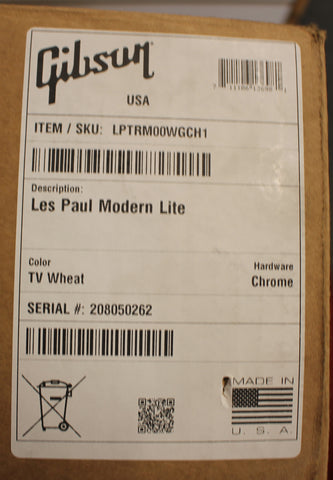 Gibson
USA
ITEM / SKU: LPTRM00WGCH1
Description:
Les Paul Modern Lite
Color
TV Wheat
Hardware
Chrome
SERIAL #: 208050262
MADE IN
U. S. A.